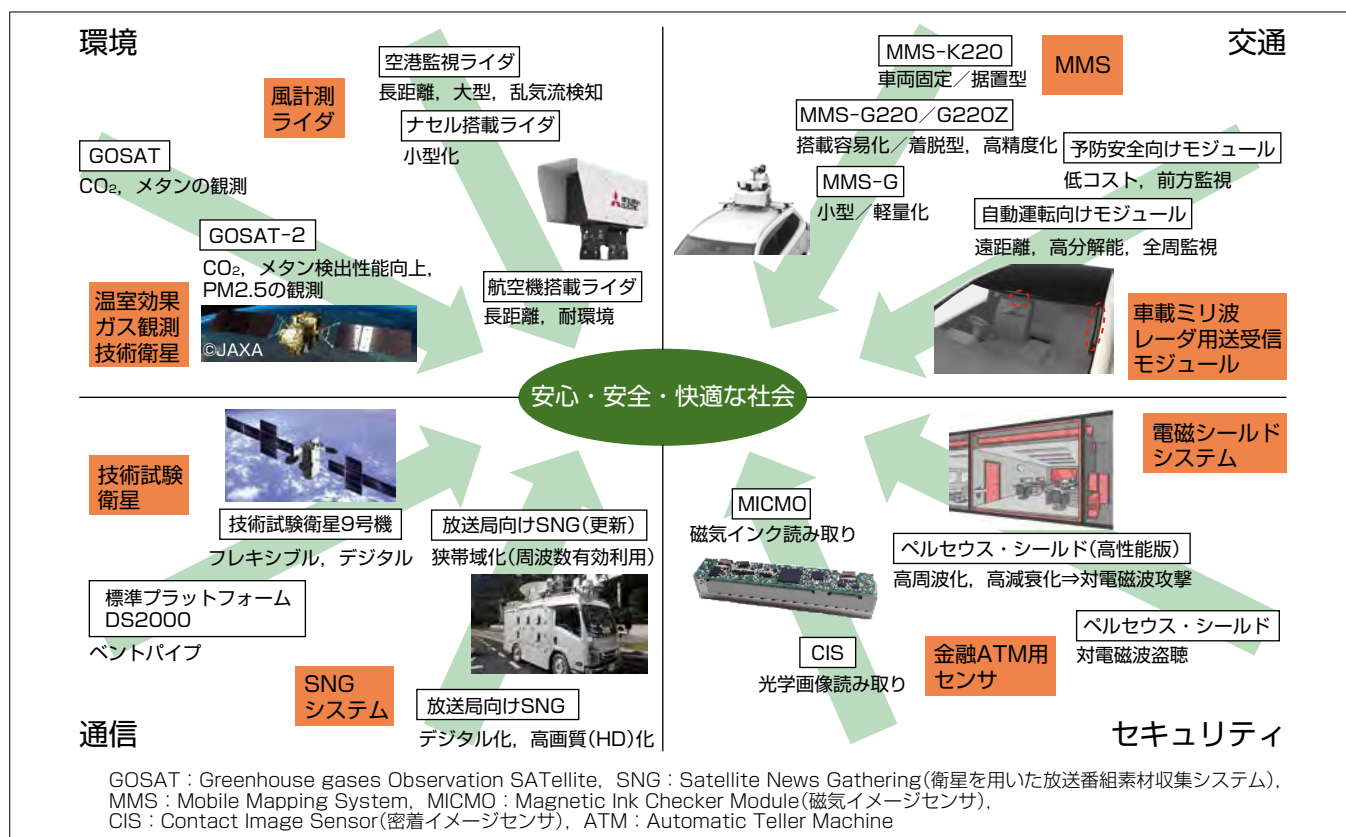 環境
空港監視ライダ
長距離，大型，乱気流検知
風計測
ライダ
ナセル搭載ライダ
小型化
GOSAT
CO₂，メタンの観測
MITSUBISHI
ELECTRIC
GOSAT-2
CO₂，メタン検出性能向上，
PM2.5の観測
航空機搭載ライダ
長距離，耐環境
温室効果
ガス観測
技術衛星
©JAXA
交通
MMS-K220
車両固定／据置型
MMS
MMS-G220／G220Z
搭載容易化／着脱型，高精度化
予防安全向けモジュール
低コスト，前方監視
MMS-G
小型／軽量化
自動運転向けモジュール
遠距離，高分解能，全周監視
車載ミリ波
レーダ用送受信
モジュール
安心・安全・快適な社会
技術試験
衛星
技術試験衛星9号機
フレキシブル，デジタル
放送局向けSNG(更新)
狭帯域化(周波数有効利用)
標準プラットフォーム
DS2000
ベントパイプ
SNG
システム
放送局向けSNG
デジタル化，高画質(HD)化
通信
電磁シールド
システム
MICMO
磁気インク読み取り
ペルセウス・シールド(高性能版)
高周波化，高減衰化⇒対電磁波攻撃
ペルセウス・シールド
対電磁波盗聴
CIS
光学画像読み取り
金融ATM用
センサ
セキュリティ
GOSAT：Greenhouse gases Observation SATellite，SNG：Satellite News Gathering(衛星を用いた放送番組素材収集システム)，
MMS：Mobile Mapping System，MICMO：Magnetic Ink Checker Module(磁気イメージセンサ)，
CIS：Contact Image Sensor(密着イメージセンサ)，ATM：Automatic Teller Machine